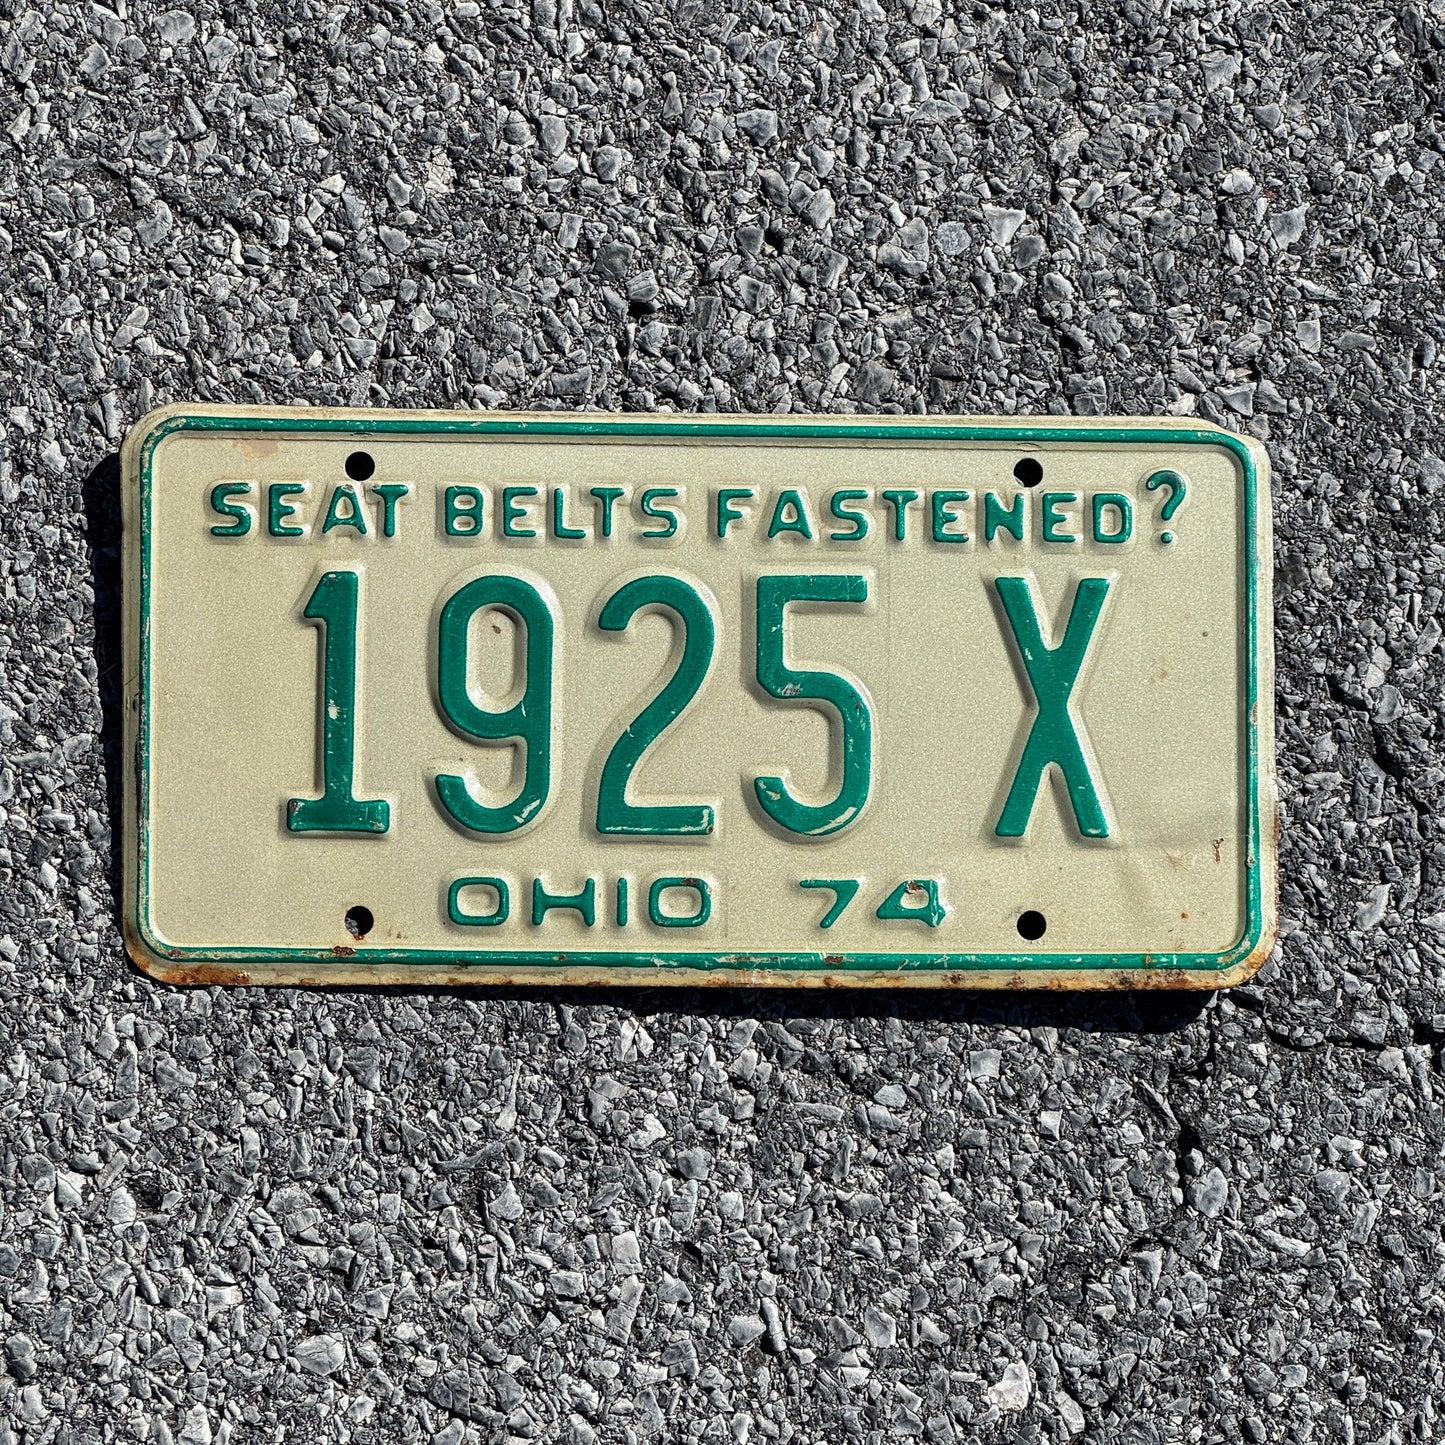 SEAT BELTS FASTENED?
1925 X
OHIO 74